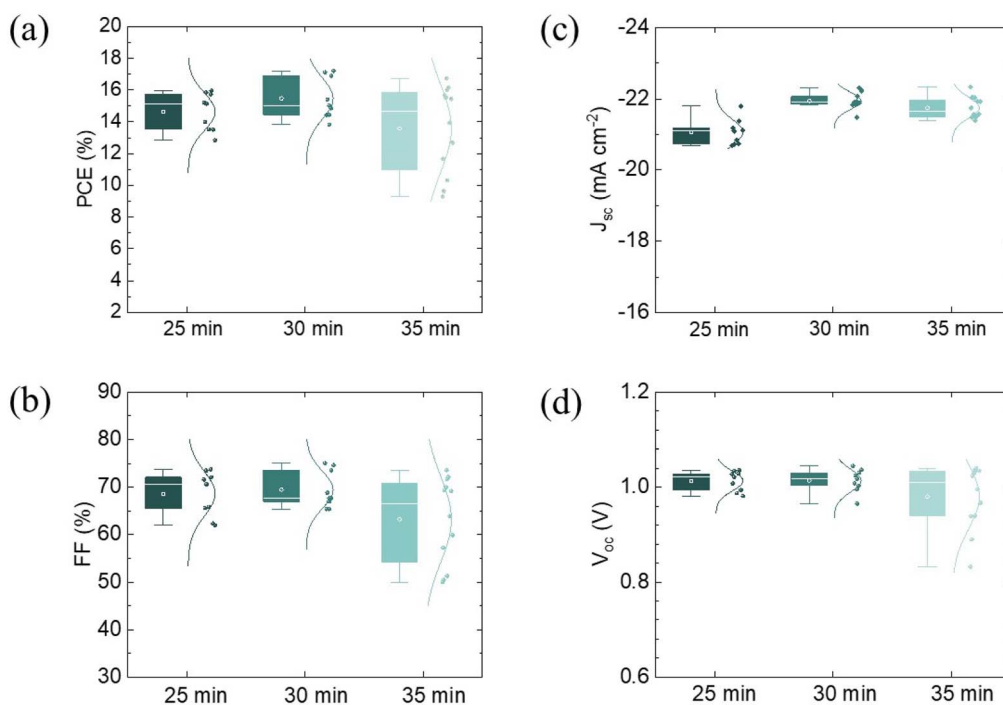 (a)
PCE (%)
20
18
16
14
12
10
8
6
4
2
25 min
30 min
35 min
(c)
J_sc (mA cm⁻²)
-24
-22
-20
-18
-16
25 min
30 min
35 min
(b)
FF (%)
90
80
70
60
50
40
30
25 min
30 min
35 min
(d)
V_oc (V)
1.2
1.0
0.8
0.6
25 min
30 min
35 min